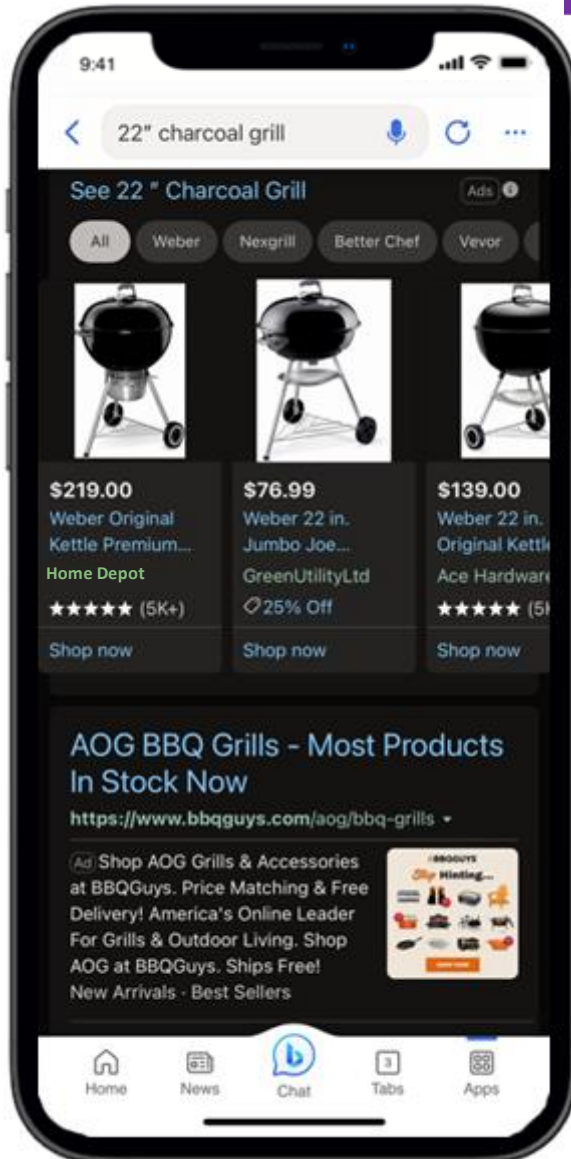 9:41
22" charcoal grill
See 22 " Charcoal Grill
Ads
All
Weber
Nexgrill
Better Chef
Vevor
$219.00
Weber Original
Kettle Premium...
Home Depot
★★★★★ (5K+)
Shop now
$76.99
Weber 22 in.
Jumbo Joe...
GreenUtilityLtd
25% Off
Shop now
$139.00
Weber 22 in.
Original Kettle
Ace Hardware
★★★★★ (5K
Shop now
AOG BBQ Grills - Most Products
In Stock Now
https://www.bbqguys.com/aog/bbq-grills
Ad Shop AOG Grills & Accessories
at BBQGuys. Price Matching & Free
Delivery! America's Online Leader
For Grills & Outdoor Living. Shop
AOG at BBQGuys. Ships Free!
New Arrivals · Best Sellers
BBQGUYS
Hinting...
Home
News
Chat
3
Tabs
Apps